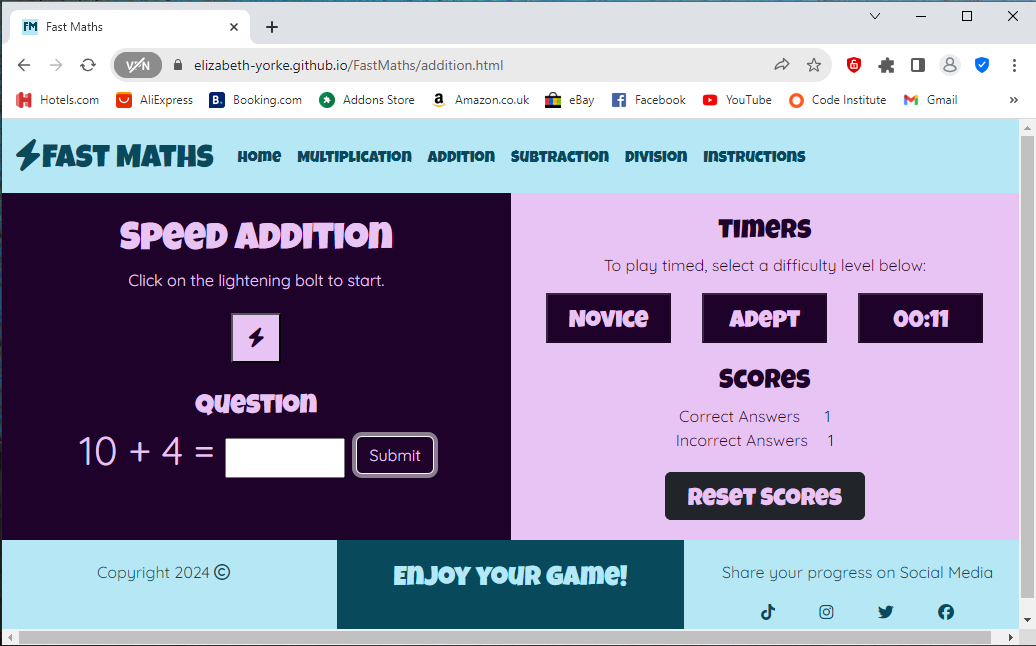 FM Fast Maths
VPN elizabeth-yorke.github.io/FastMaths/addition.html
Hotels.com AliExpress B. Booking.com Addons Store a Amazon.co.uk eBay Facebook YouTube Code Institute Gmail »
FAST MATHS Home Multiplication Addition Subtraction Division Instructions
Speed Addition
Click on the lightening bolt to start.
Question
10 + 4 = Submit
Timers
To play timed, select a difficulty level below:
Novice Adept 00:11
Scores
Correct Answers 1
Incorrect Answers 1
Reset Scores
Copyright 2024 ©
Enjoy your game!
Share your progress on Social Media